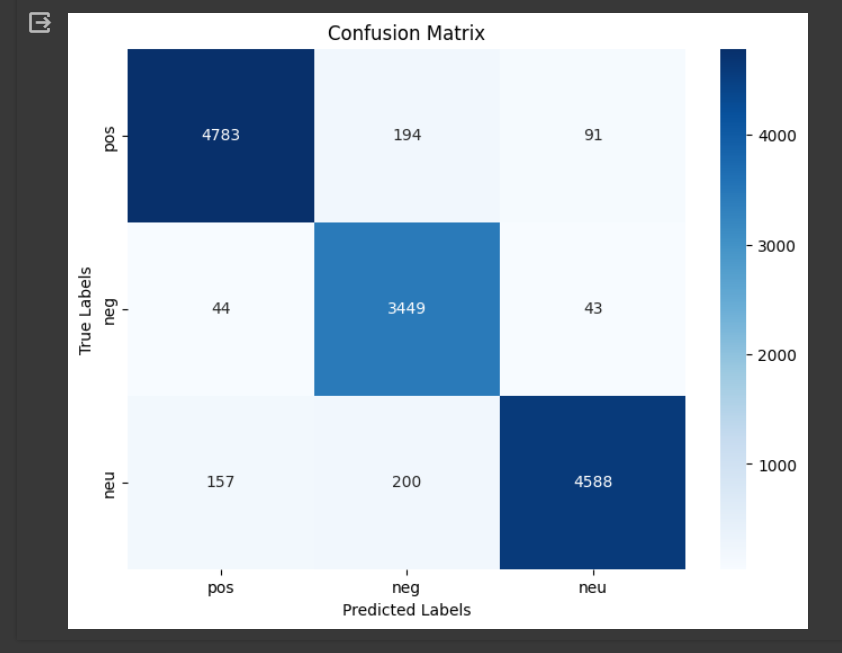 Confusion Matrix
pos 4783 194 91
neg 44 3449 43
neu 157 200 4588
True Labels
pos neg neu
Predicted Labels
4000
3000
2000
1000